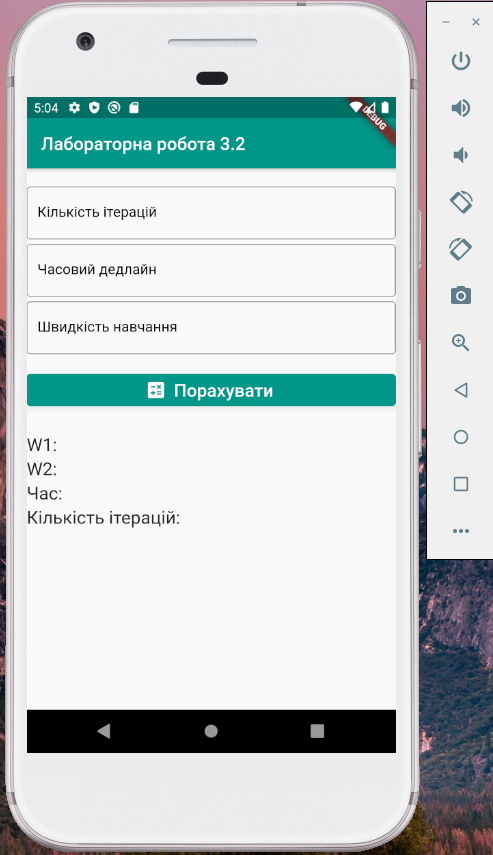 5:04
DEBUG
Лабораторна робота 3.2
Кількість ітерацій
Часовий дедлайн
Швидкість навчання
Порахувати
W1:
W2:
Час:
Кількість ітерацій: